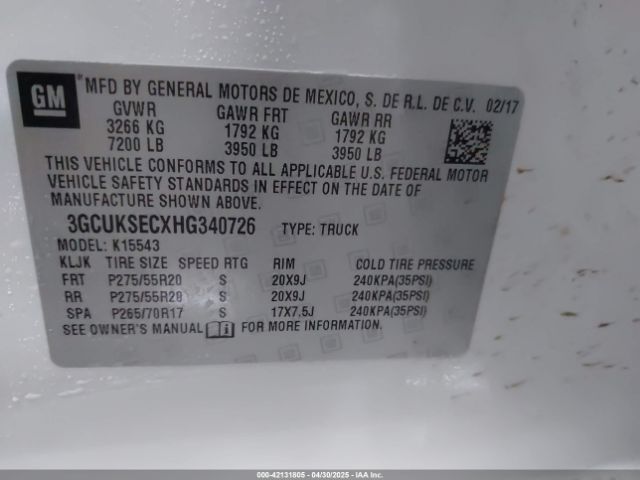 GM
MFD BY GENERAL MOTORS DE MEXICO, S. DE R.L. DE C.V. 02/17
GVWR GAWR FRT GAWR RR
3266 KG 1792 KG 1792 KG
7200 LB 3950 LB 3950 LB
THIS VEHICLE CONFORMS TO ALL APPLICABLE U.S. FEDERAL MOTOR
VEHICLE SAFETY STANDARDS IN EFFECT ON THE DATE OF
MANUFACTURE SHOWN ABOVE.
3GCUKSECXHG340726 TYPE: TRUCK
MODEL: K15543
KLJK TIRE SIZE SPEED RTG RIM COLD TIRE PRESSURE
FRT P275/55R20 S 20X9J 240KPA(35PSI)
RR P275/55R20 S 20X9J 240KPA(35PSI)
SPA P265/70R17 S 17X7.5J 240KPA(35PSI)
SEE OWNER'S MANUAL FOR MORE INFORMATION.
000-42131805 - 04/30/2025 - IAAI, Inc.